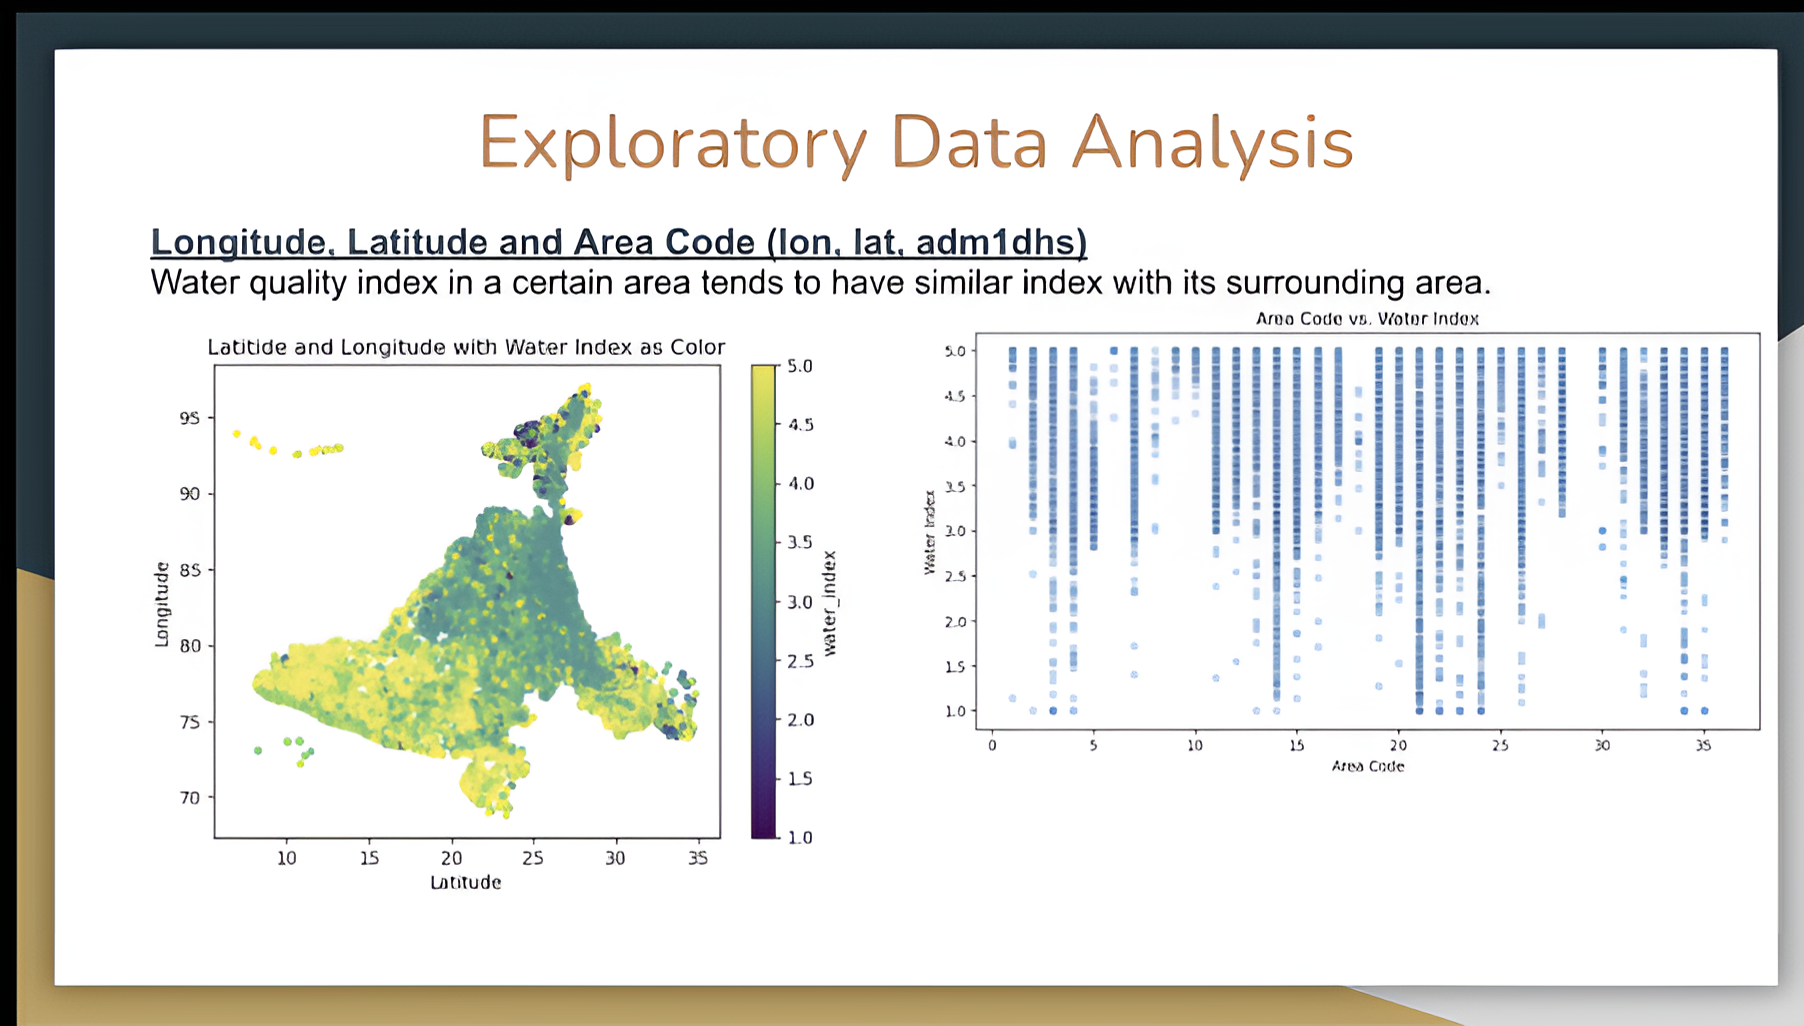 Exploratory Data Analysis
Longitude, Latitude and Area Code (lon, lat, adm1dhs)
Water quality index in a certain area tends to have similar index with its surrounding area.
Latitide and Longitude with Water Index as Color
95
90
85
80
75
70
Longitude
10 15 20 25 30 35
Latitude
5.0
4.5
4.0
3.5
3.0
2.5
2.0
1.5
1.0
water_index
Area Code vs. Water Index
5.0
4.5
4.0
3.5
3.0
2.5
2.0
1.5
1.0
Water Index
0 5 10 15 20 25 30 35
Area Code